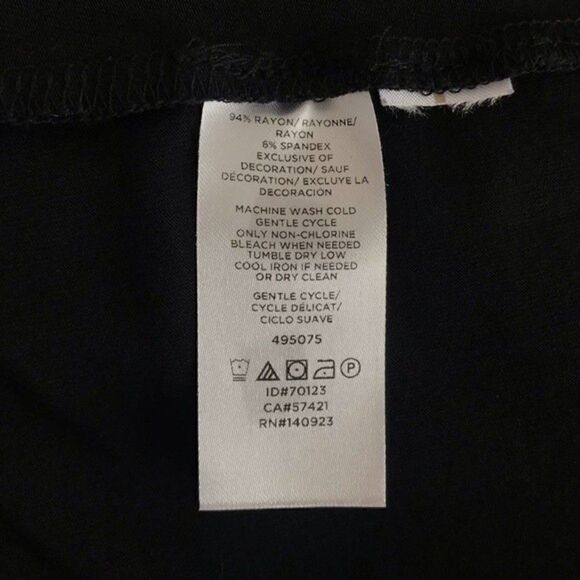 94% RAYON/ RAYONNE/
RAYON
6% SPANDEX
EXCLUSIVE OF
DECORATION/ SAUF
DÉCORATION/ EXCLUYE LA
DECORACIÓN
MACHINE WASH COLD
GENTLE CYCLE
ONLY NON-CHLORINE
BLEACH WHEN NEEDED
TUMBLE DRY LOW
COOL IRON IF NEEDED
OR DRY CLEAN
GENTLE CYCLE/
CYCLE DÉLICAT/
CICLO SUAVE
495075
P
ID#70123
CA#57421
RN#140923